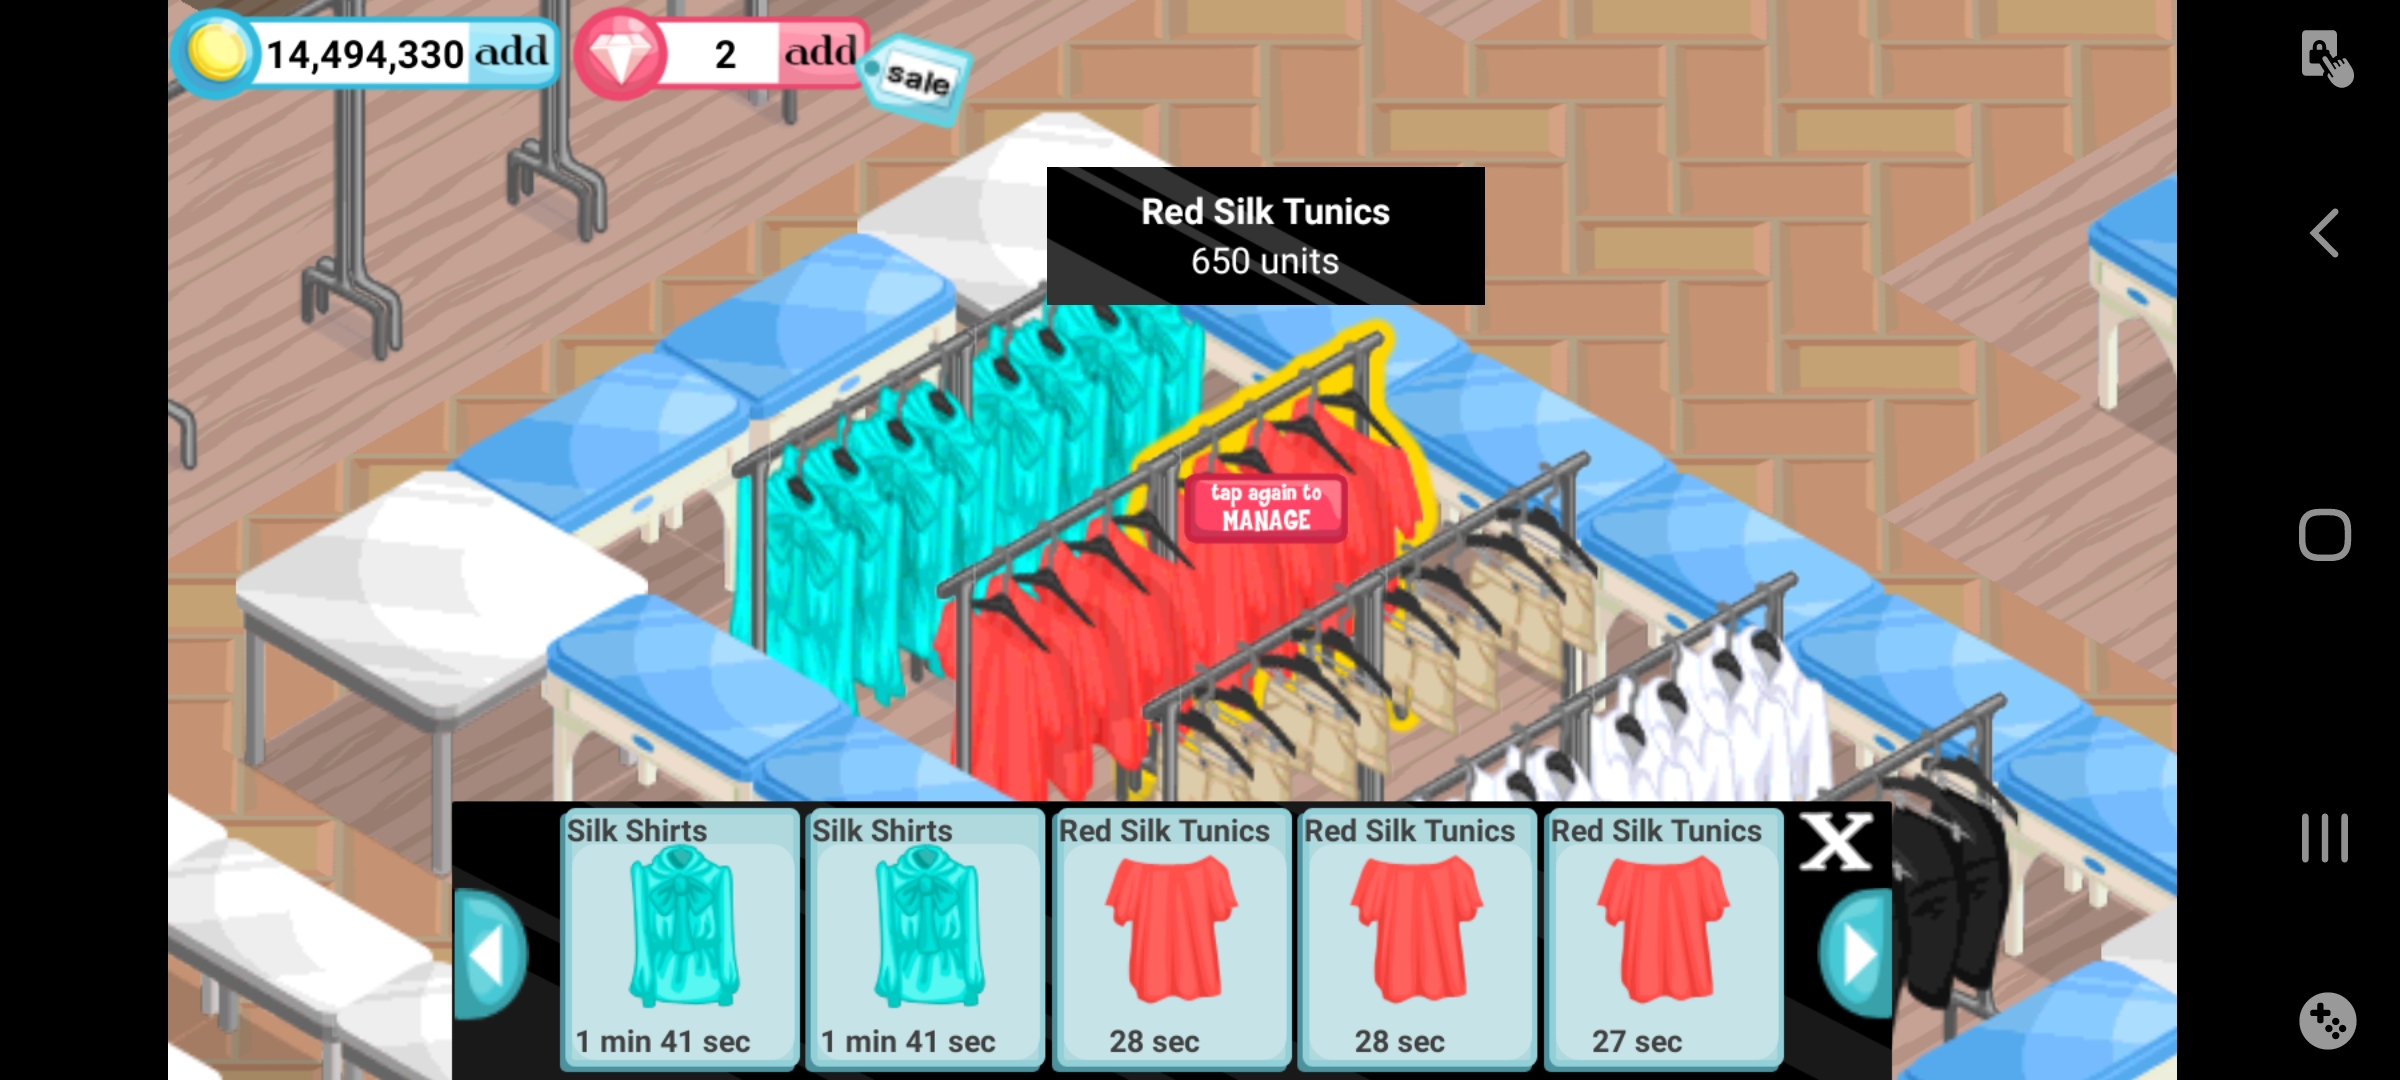 14,494,330 add
2 add
sale
Red Silk Tunics
650 units
tap again to
MANAGE
Silk Shirts
1 min 41 sec
Silk Shirts
1 min 41 sec
Red Silk Tunics
28 sec
Red Silk Tunics
28 sec
Red Silk Tunics
27 sec
X